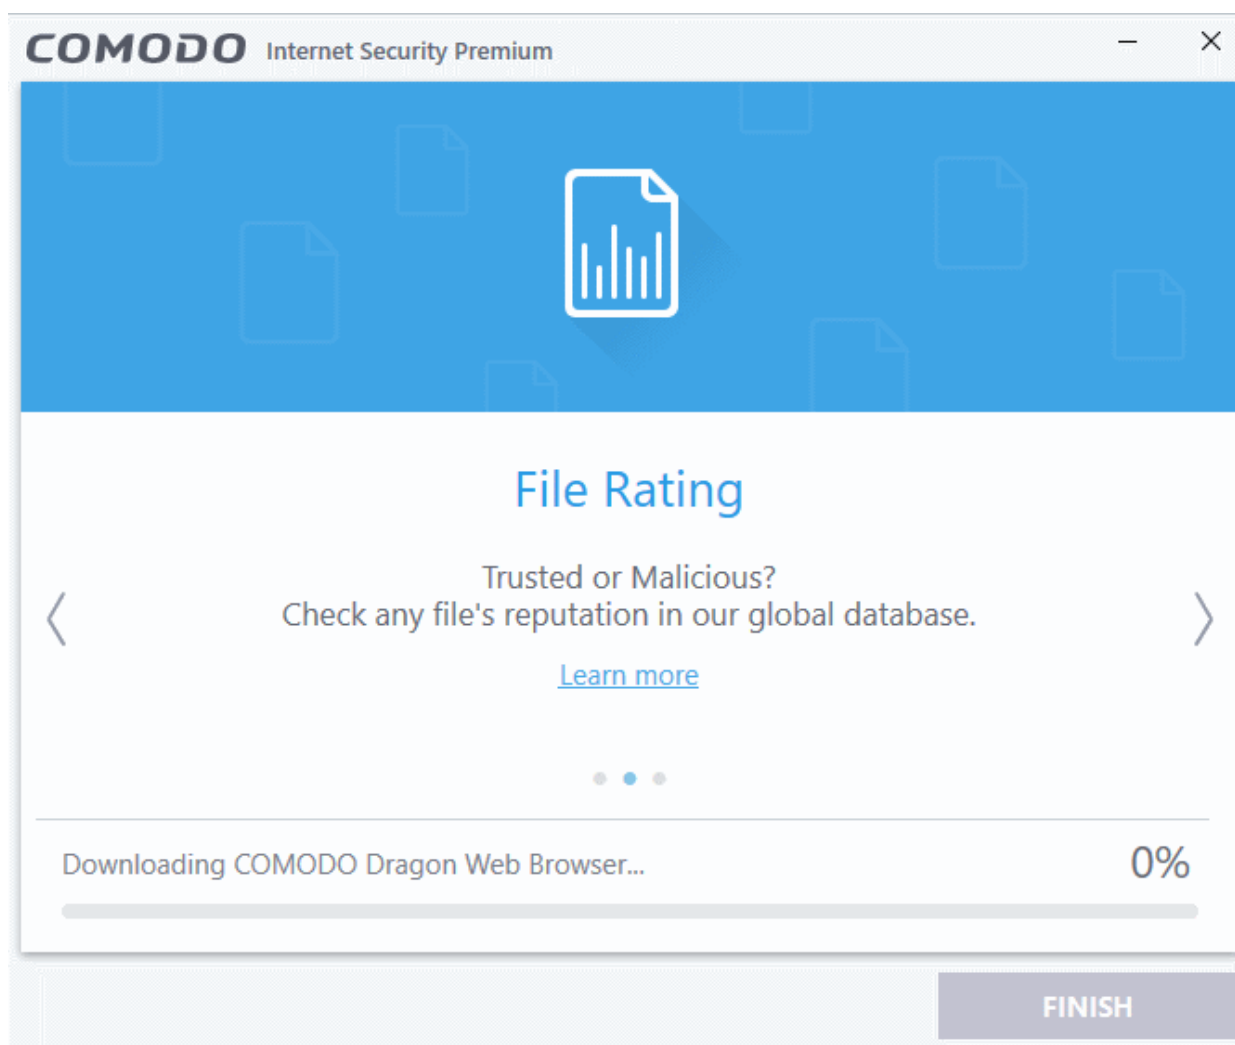 COMODO Internet Security Premium
File Rating
Trusted or Malicious?
Check any file's reputation in our global database.
Learn more
Downloading COMODO Dragon Web Browser... 0%
FINISH